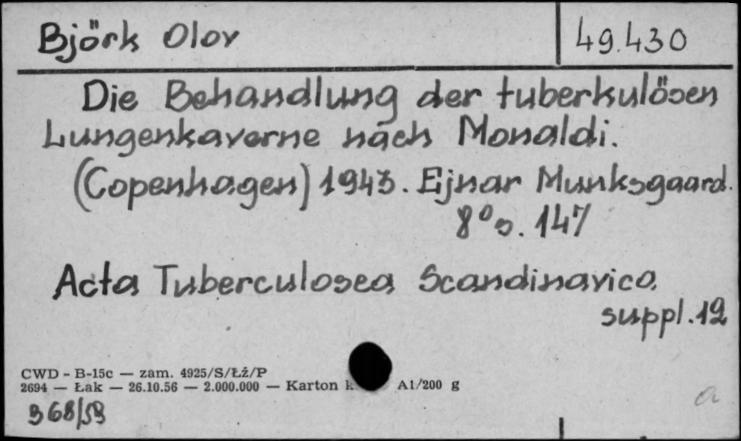 Björk Olov 49.430
Die Behandlung der tuberkulösen
Lungenkaverne nach Monaldi.
(Copenhagen) 1943. Ejnar Munksgaard.
8° s. 147
Acta Tuberculosea Scandinavica
suppl. 12
CWD - B-15c — zam. 4925/S/Łż/P
2694 — Łak — 26.10.56 — 2.000.000 — Karton A1/200 g
a